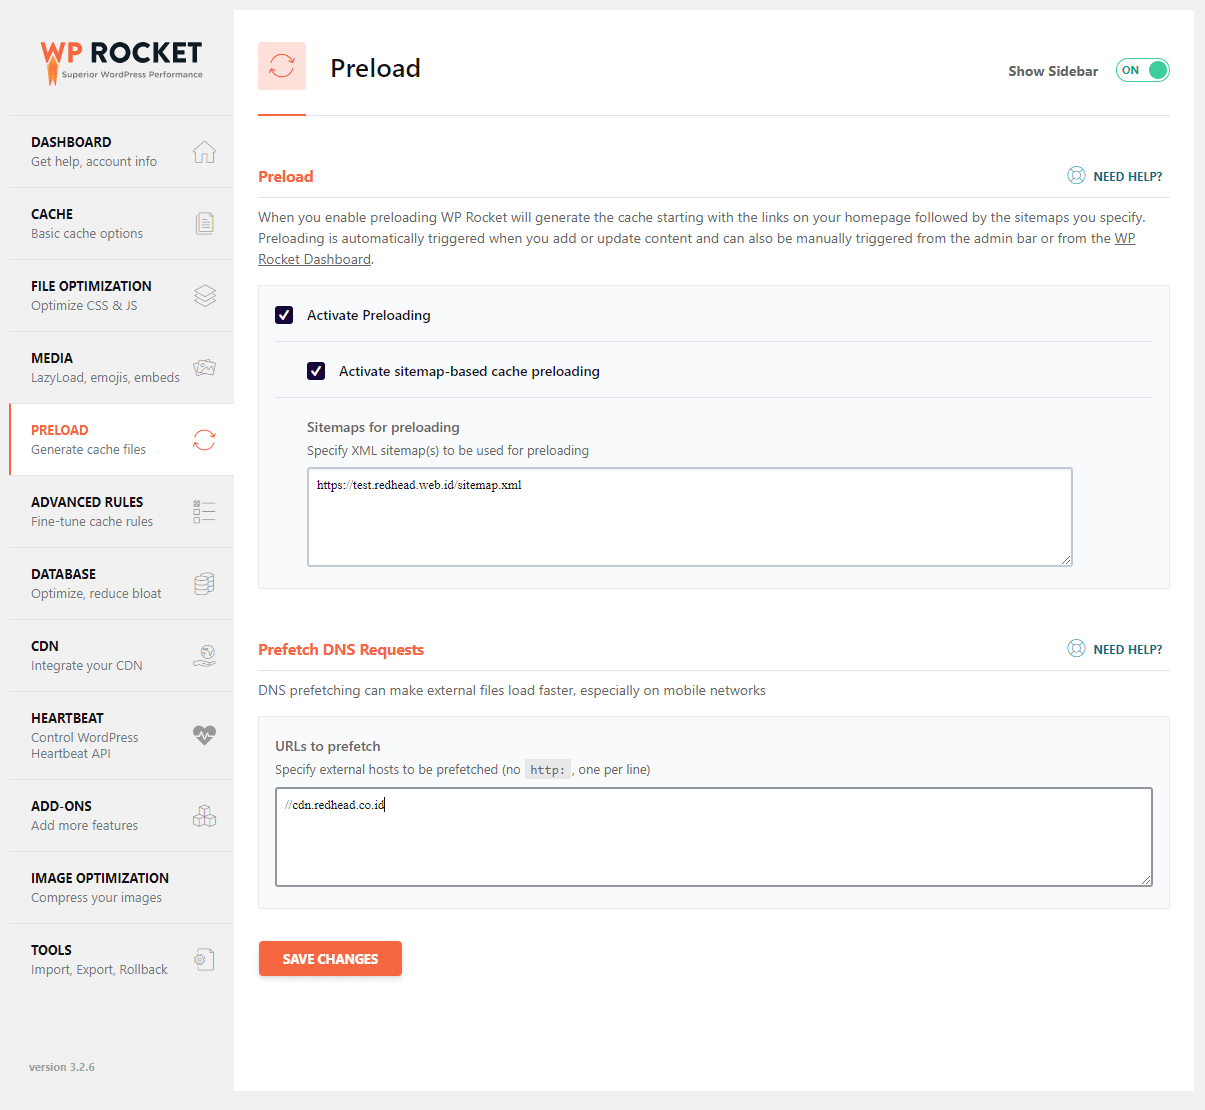 WP ROCKET
Superior WordPress Performance
DASHBOARD
Get help, account info
CACHE
Basic cache options
FILE OPTIMIZATION
Optimize CSS & JS
MEDIA
LazyLoad, emojis, embeds
PRELOAD
Generate cache files
ADVANCED RULES
Fine-tune cache rules
DATABASE
Optimize, reduce bloat
CDN
Integrate your CDN
HEARTBEAT
Control WordPress
Heartbeat API
ADD-ONS
Add more features
IMAGE OPTIMIZATION
Compress your images
TOOLS
Import, Export, Rollback
version 3.2.6
Preload
Show Sidebar
ON
Preload
NEED HELP?
When you enable preloading WP Rocket will generate the cache starting with the links on your homepage followed by the sitemaps you specify.
Preloading is automatically triggered when you add or update content and can also be manually triggered from the admin bar or from the WP
Rocket Dashboard.
Activate Preloading
Activate sitemap-based cache preloading
Sitemaps for preloading
Specify XML sitemap(s) to be used for preloading
https://test.redhead.web.id/sitemap.xml
Prefetch DNS Requests
NEED HELP?
DNS prefetching can make external files load faster, especially on mobile networks
URLs to prefetch
Specify external hosts to be prefetched (no http: , one per line)
//cdn.redhead.co.id
SAVE CHANGES